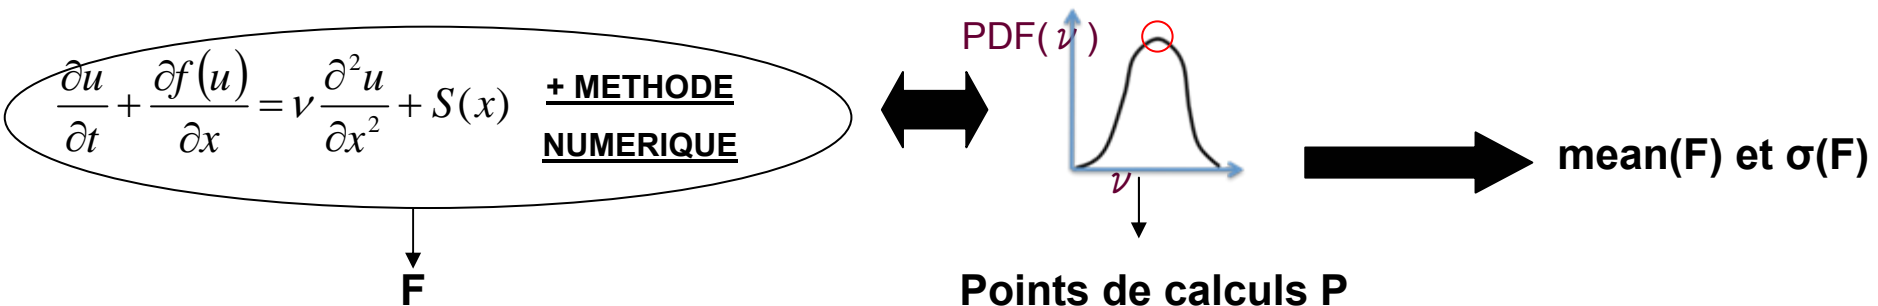 ∂u/∂t + ∂f(u)/∂x = ν ∂²u/∂x² + S(x)
+ METHODE
NUMERIQUE
F
PDF(ν)
ν
Points de calculs P
mean(F) et σ(F)